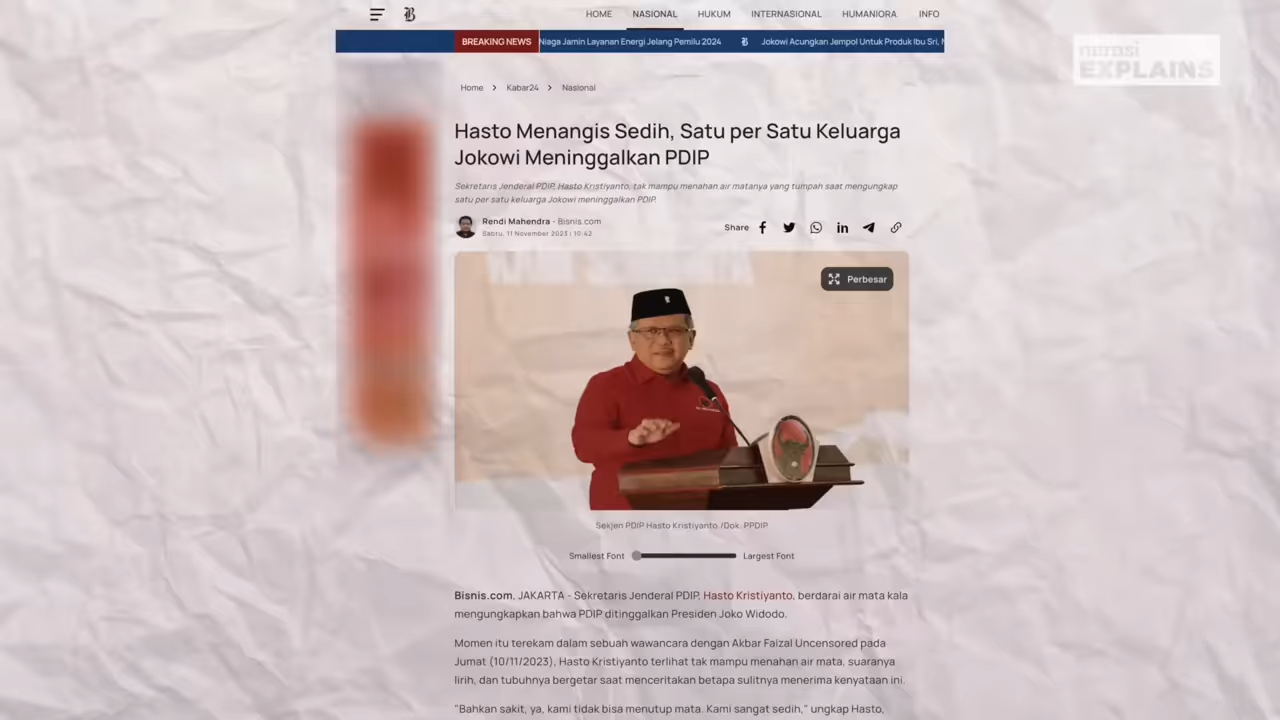 HOME NASIONAL HUKUM INTERNASIONAL HUMANIORA INFO
BREAKING NEWS Niaga Jamin Layanan Energi Jelang Pemilu 2024 Jokowi Acungkan Jempol Untuk Produk Ibu Sri,
narasi
EXPLAINS
Home > Kabar24 > Nasional
Hasto Menangis Sedih, Satu per Satu Keluarga
Jokowi Meninggalkan PDIP
Sekretaris Jenderal PDIP, Hasto Kristiyanto, tak mampu menahan air matanya yang tumpah saat mengungkap
satu per satu keluarga Jokowi meninggalkan PDIP.
Rendi Mahendra - Bisnis.com
Sabtu, 11 November 2023 | 10:42
Share
Perbesar
Sekjen PDIP Hasto Kristiyanto./Dok. PPDIP
Smallest Font Largest Font
Bisnis.com, JAKARTA - Sekretaris Jenderal PDIP, Hasto Kristiyanto, berdarai air mata kala
mengungkapkan bahwa PDIP ditinggalkan Presiden Joko Widodo.
Momen itu terekam dalam sebuah wawancara dengan Akbar Faizal Uncensored pada
Jumat (10/11/2023), Hasto Kristiyanto terlihat tak mampu menahan air mata, suaranya
lirih, dan tubuhnya bergetar saat menceritakan betapa sulitnya menerima kenyataan ini.
"Bahkan sakit, ya, kami tidak bisa menutup mata. Kami sangat sedih," ungkap Hasto,